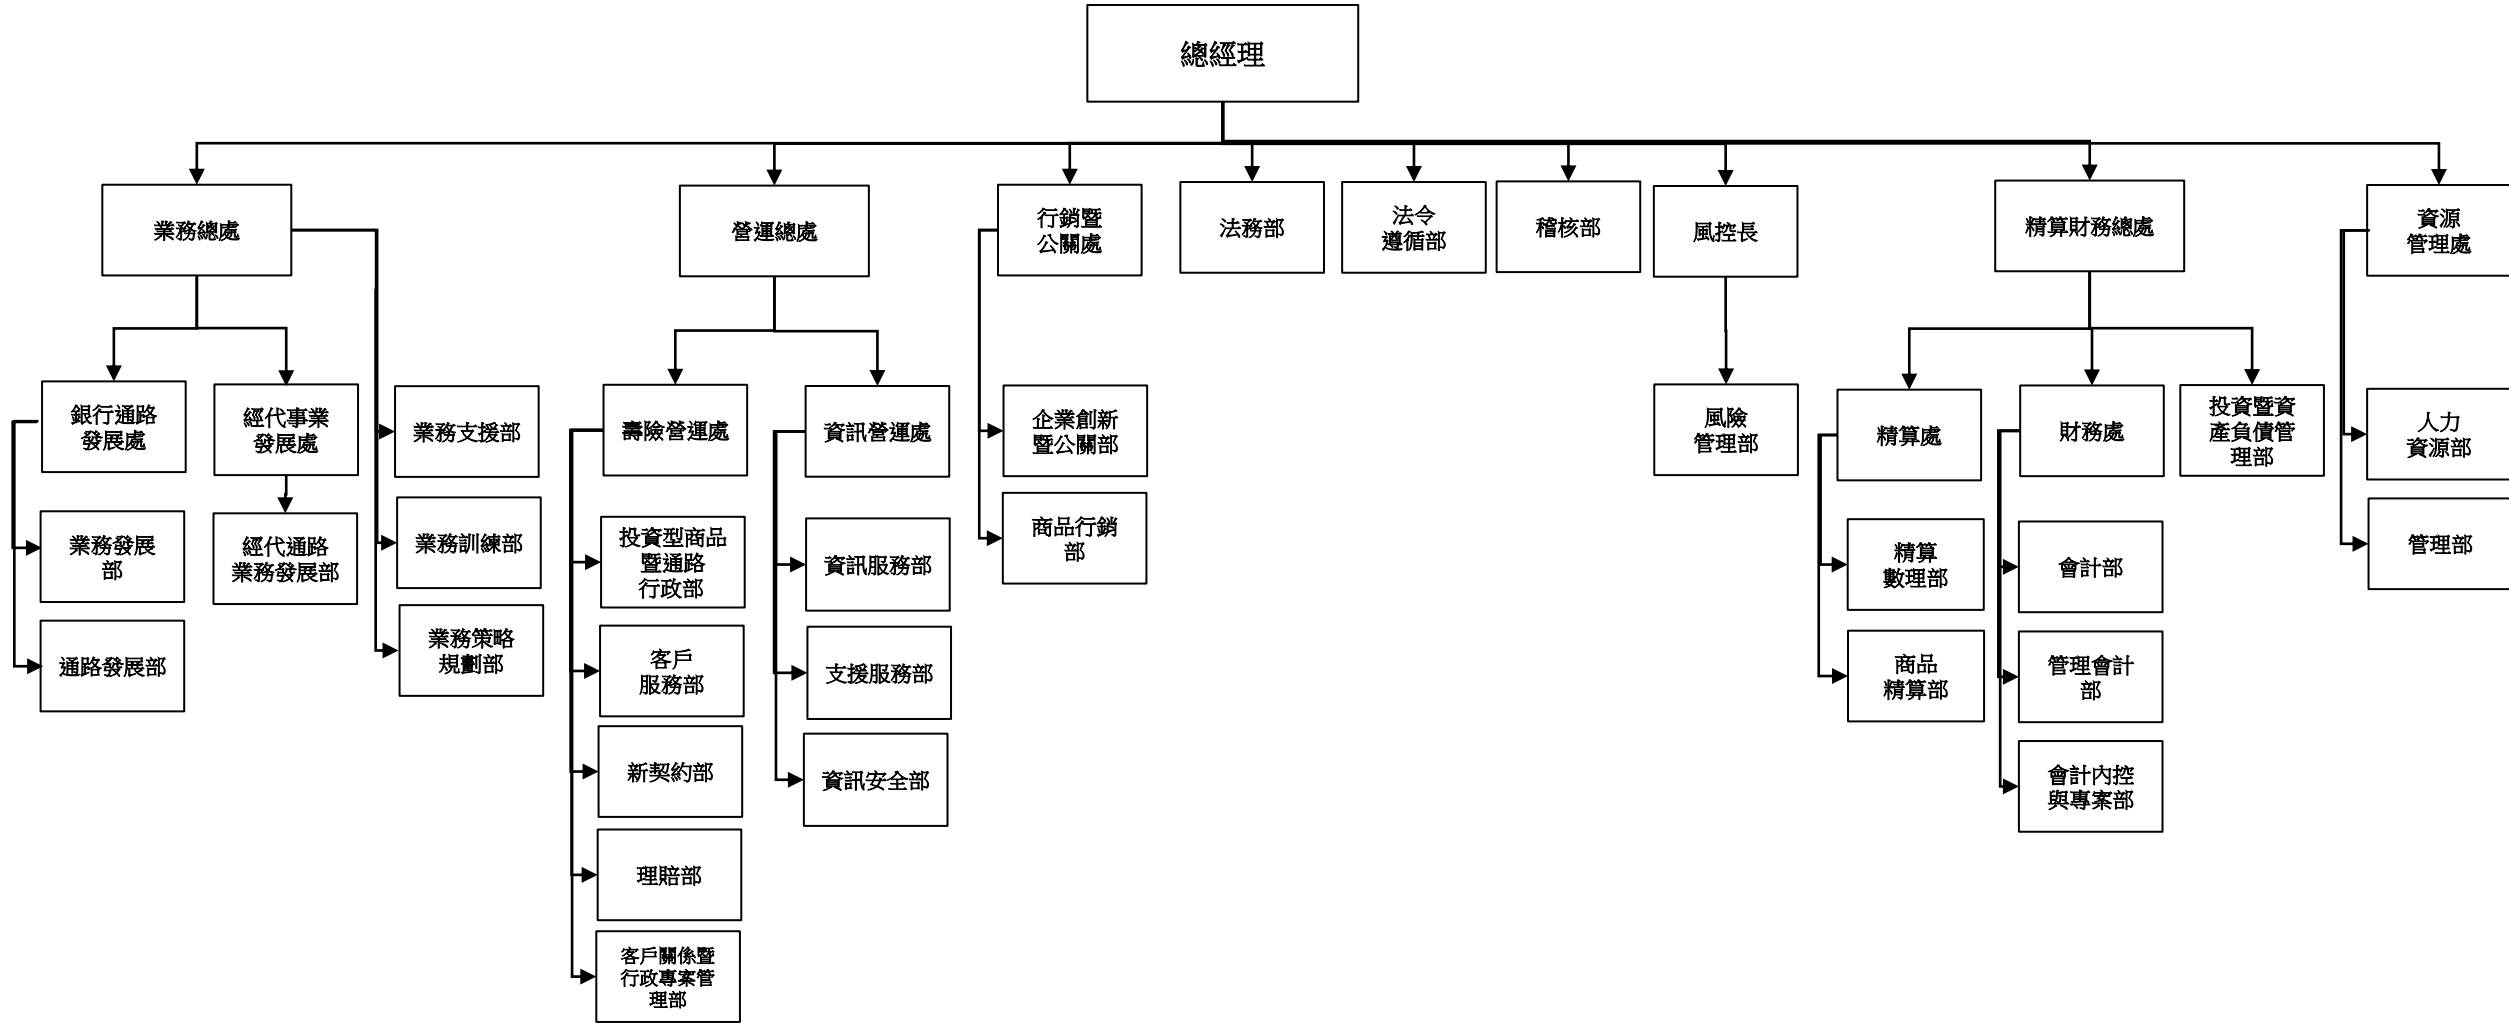 總經理
業務總處
營運總處
行銷暨
公關處
法務部
法令
遵循部
稽核部
風控長
精算財務總處
資源
管理處
銀行通路
發展處
經代事業
發展處
業務支援部
壽險營運處
資訊營運處
企業創新
暨公關部
風險
管理部
精算處
財務處
投資暨資
產負債管
理部
人力
資源部
業務發展
部
經代通路
業務發展部
業務訓練部
投資型商品
暨通路
行政部
資訊服務部
商品行銷
部
精算
數理部
會計部
管理部
通路發展部
業務策略
規劃部
客戶
服務部
支援服務部
商品
精算部
管理會計
部
新契約部
資訊安全部
會計內控
與專案部
理賠部
客戶關係暨
行政專案管
理部